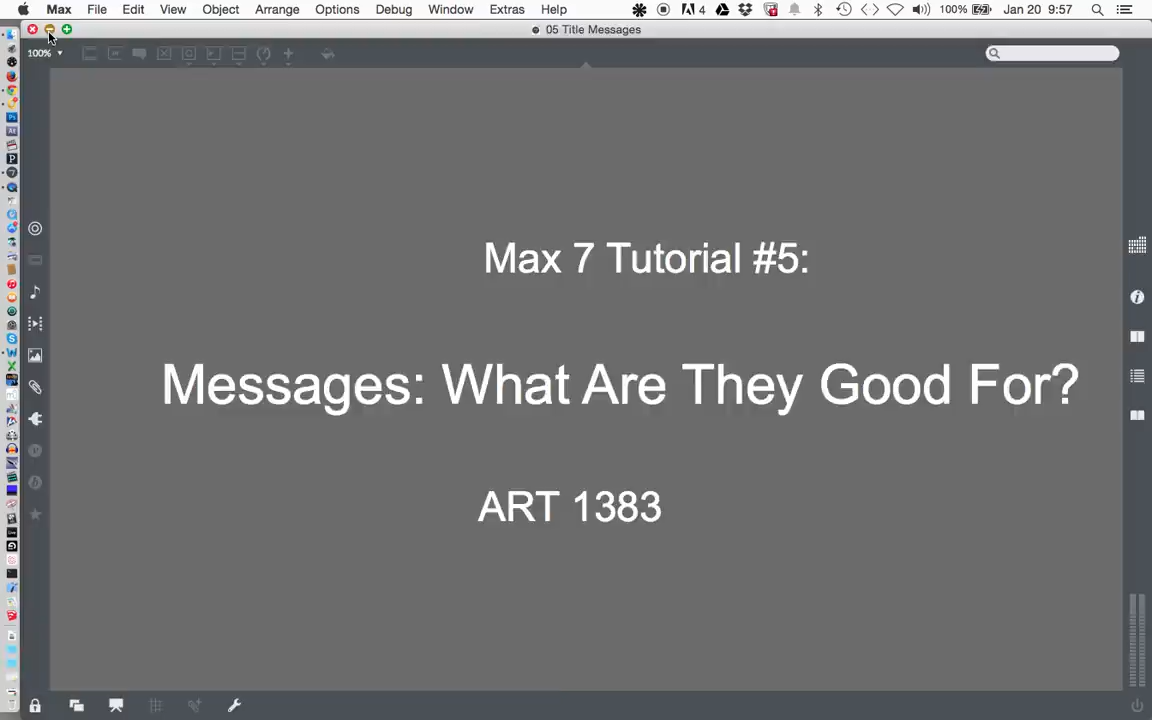 Max File Edit View Object Arrange Options Debug Window Extras Help 4 100% Jan 20 9:57
05 Title Messages
100%
Max 7 Tutorial #5:
Messages: What Are They Good For?
ART 1383